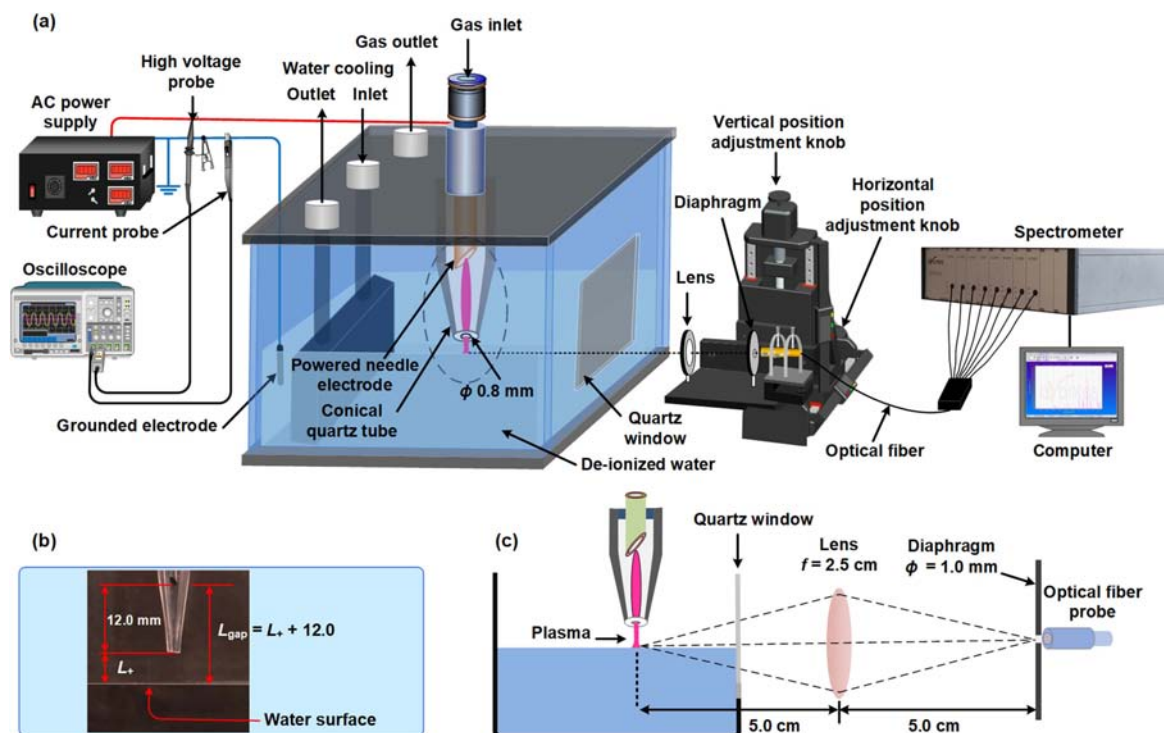 (a)
Gas inlet
Gas outlet
High voltage
probe
Water cooling
Outlet
Inlet
AC power
supply
Vertical position
adjustment knob
Horizontal
position
adjustment knob
Diaphragm
Spectrometer
Current probe
Oscilloscope
Lens
Powered needle
electrode
ϕ 0.8 mm
Grounded electrode
Conical
quartz tube
Quartz
window
De-ionized water
Optical fiber
Computer
(b)
12.0 mm
L_gap = L₊ + 12.0
L₊
Water surface
(c)
Quartz window
Lens
f = 2.5 cm
Diaphragm
ϕ = 1.0 mm
Optical fiber
probe
Plasma
5.0 cm
5.0 cm